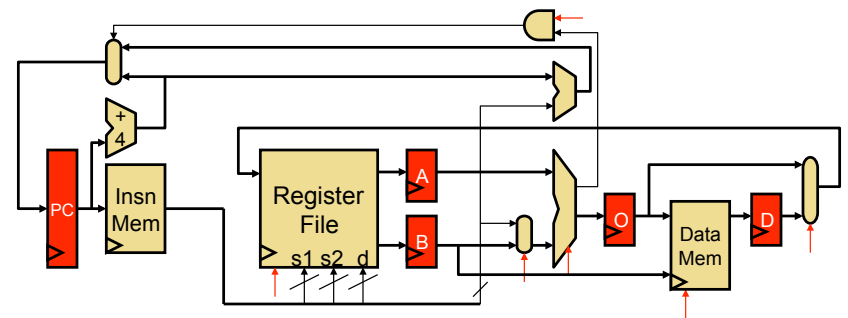 +
4
PC
Insn
Mem
Register
File
s1 s2 d
A
B
O
Data
Mem
D